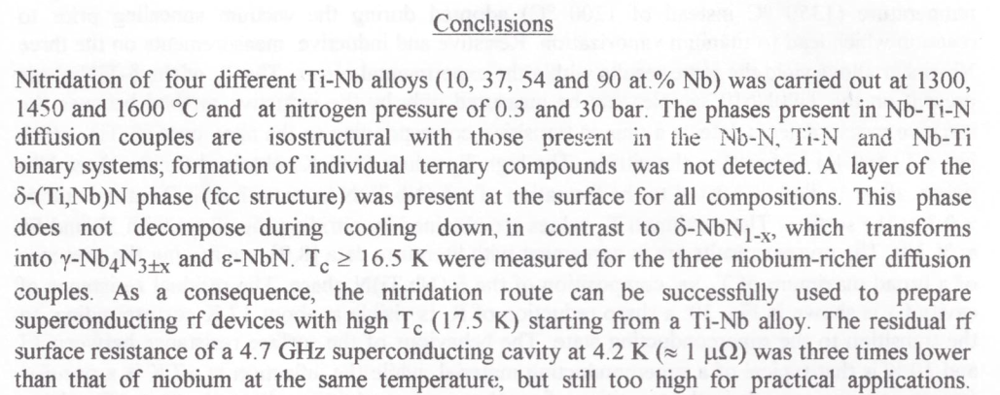 Conclusions
Nitridation of four different Ti-Nb alloys (10, 37, 54 and 90 at.% Nb) was carried out at 1300,
1450 and 1600 °C and at nitrogen pressure of 0.3 and 30 bar. The phases present in Nb-Ti-N
diffusion couples are isostructural with those present in the Nb-N, Ti-N and Nb-Ti
binary systems; formation of individual ternary compounds was not detected. A layer of the
δ-(Ti,Nb)N phase (fcc structure) was present at the surface for all compositions. This phase
does not decompose during cooling down, in contrast to δ-NbN1-x, which transforms
into γ-Nb4N3±x and ε-NbN. Tc ≥ 16.5 K were measured for the three niobium-richer diffusion
couples. As a consequence, the nitridation route can be successfully used to prepare
superconducting rf devices with high Tc (17.5 K) starting from a Ti-Nb alloy. The residual rf
surface resistance of a 4.7 GHz superconducting cavity at 4.2 K (≈ 1 μΩ) was three times lower
than that of niobium at the same temperature, but still too high for practical applications.